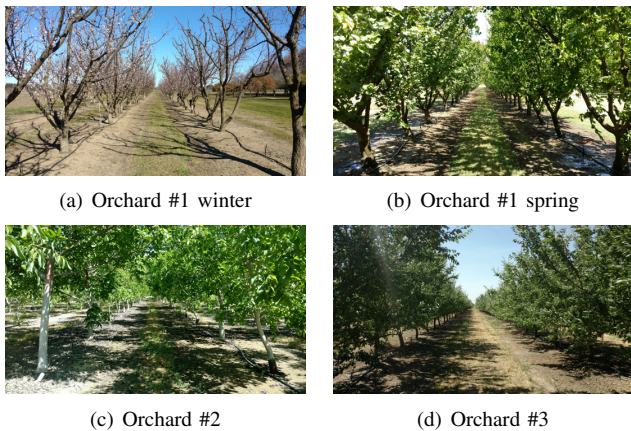 (a) Orchard #1 winter
(b) Orchard #1 spring
(c) Orchard #2
(d) Orchard #3